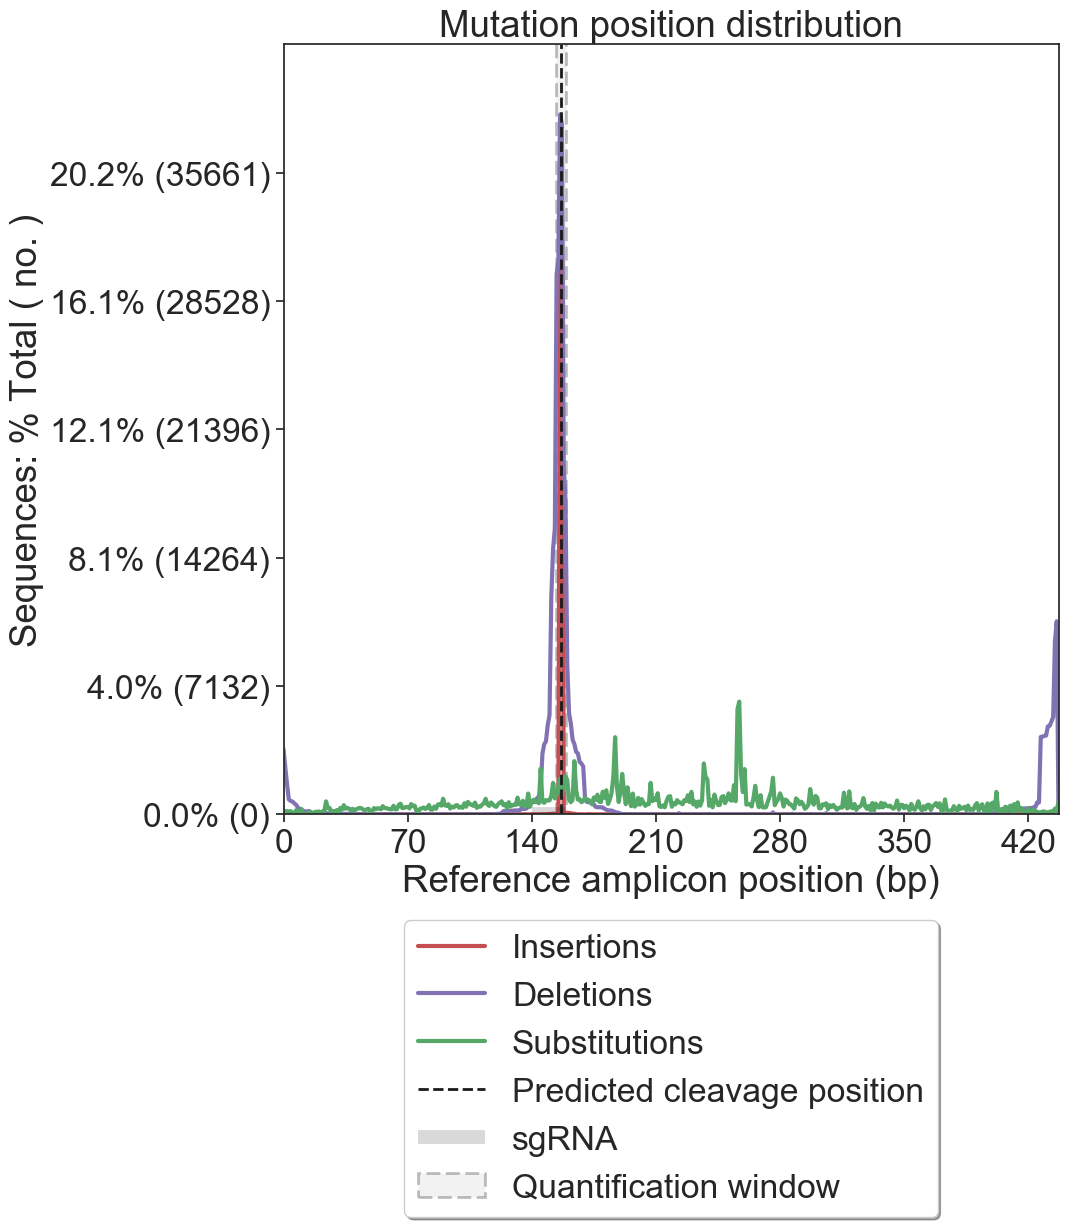 Mutation position distribution
Sequences: % Total ( no. )
20.2% (35661)
16.1% (28528)
12.1% (21396)
8.1% (14264)
4.0% (7132)
0.0% (0)
0 70 140 210 280 350 420
Reference amplicon position (bp)
Insertions
Deletions
Substitutions
Predicted cleavage position
sgRNA
Quantification window